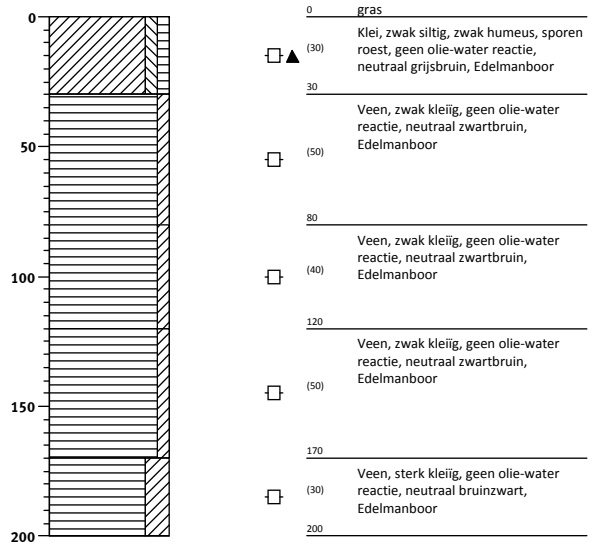 0
50
100
150
200
0
gras
(30)
Klei, zwak siltig, zwak humeus, sporen
roest, geen olie-water reactie,
neutraal grijsbruin, Edelmanboor
30
(50)
Veen, zwak kleiïg, geen olie-water
reactie, neutraal zwartbruin,
Edelmanboor
80
(40)
Veen, zwak kleiïg, geen olie-water
reactie, neutraal zwartbruin,
Edelmanboor
120
(50)
Veen, zwak kleiïg, geen olie-water
reactie, neutraal zwartbruin,
Edelmanboor
170
(30)
Veen, sterk kleiïg, geen olie-water
reactie, neutraal bruinzwart,
Edelmanboor
200